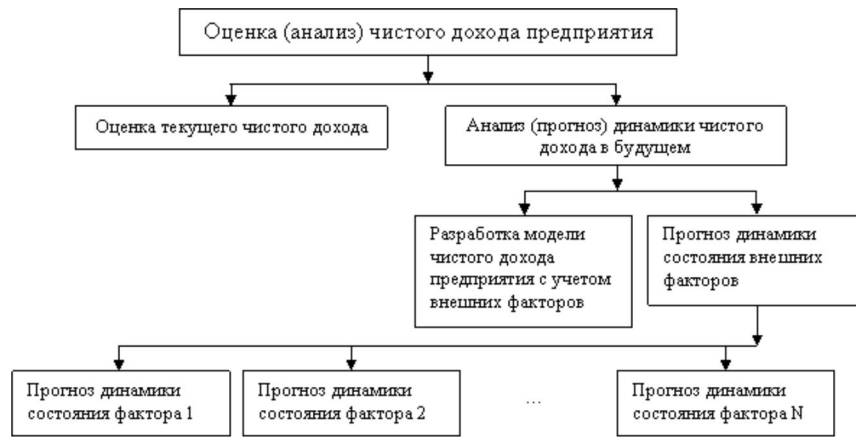 Оценка (анализ) чистого дохода предприятия
Оценка текущего чистого дохода
Анализ (прогноз) динамики чистого
дохода в будущем
Разработка модели
чистого дохода
предприятия с учетом
внешних факторов
Прогноз динамики
состояния внешних
факторов
Прогноз динамики
состояния фактора 1
Прогноз динамики
состояния фактора 2
...
Прогноз динамики
состояния фактора N